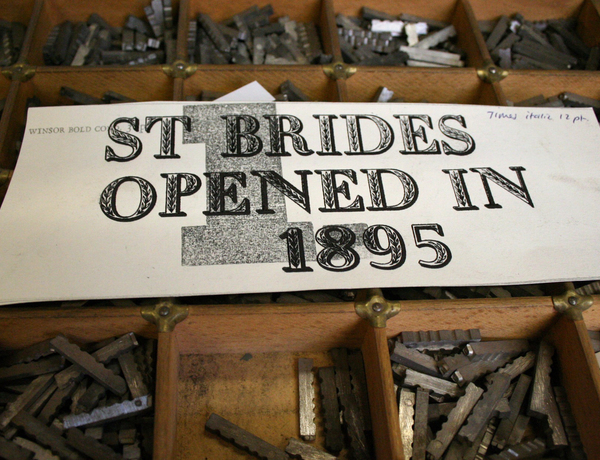 WINSOR BOLD CO
Times italic 12 pt.
ST BRIDES
OPENED IN
1895